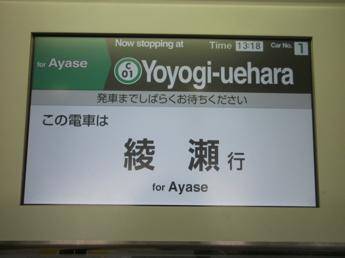 Now stopping at Time 13:18 Car No. 1
for Ayase C 01 Yoyogi-uehara
発車までしばらくお待ちください
この電車は
綾瀬行
for Ayase